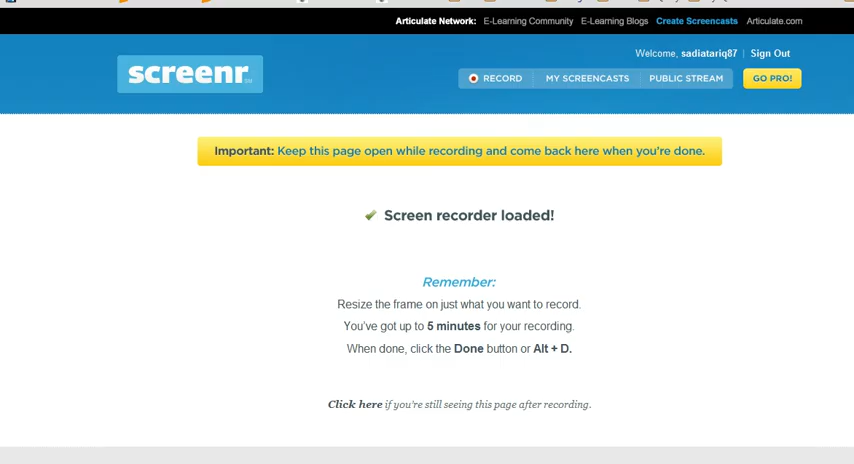 Articulate Network: E-Learning Community E-Learning Blogs Create Screencasts Articulate.com
Welcome, sadiatariq87 | Sign Out
screenr SM
RECORD MY SCREENCASTS PUBLIC STREAM GO PRO!
Important: Keep this page open while recording and come back here when you're done.
Screen recorder loaded!
Remember:
Resize the frame on just what you want to record.
You've got up to 5 minutes for your recording.
When done, click the Done button or Alt + D.
Click here if you're still seeing this page after recording.